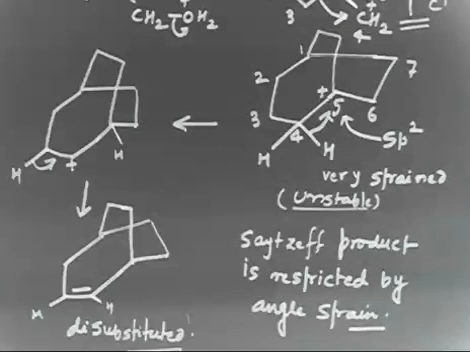 CH2 OH2
3
CH2
1
2
7
+
5
6
3
4
Sp2
H
H
H
H
+
very strained
(Unstable)
Saytzeff product
is restricted by
angle strain.
H
H
disubstituted.